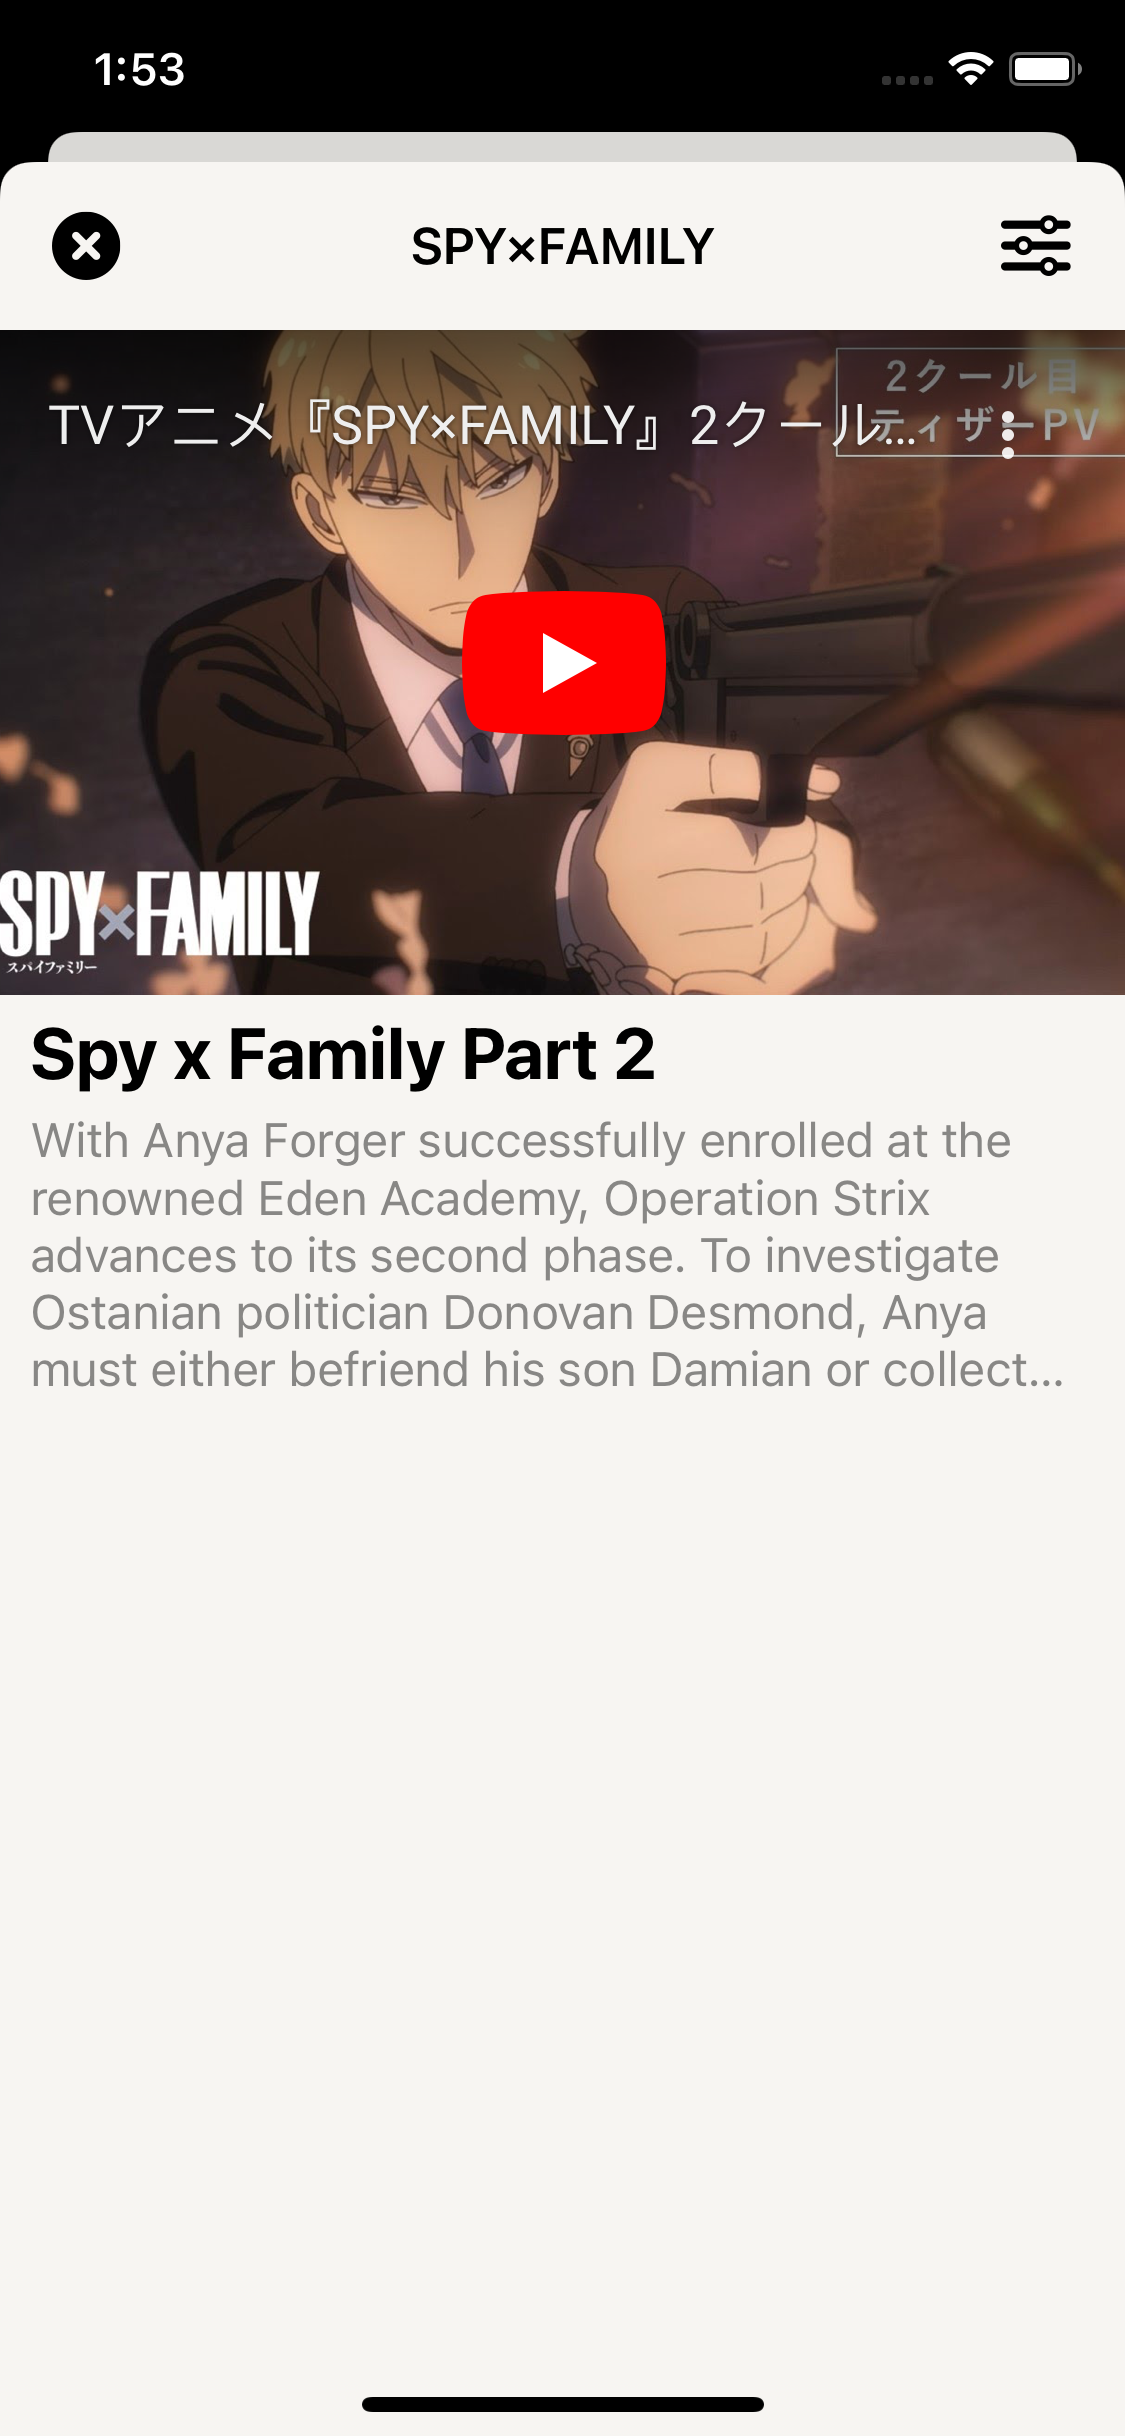 1:53
SPY×FAMILY
2クール目
ティザーPV
TVアニメ『SPY×FAMILY』2クール...
SPY×FAMILY
スパイファミリー
Spy x Family Part 2
With Anya Forger successfully enrolled at the
renowned Eden Academy, Operation Strix
advances to its second phase. To investigate
Ostanian politician Donovan Desmond, Anya
must either befriend his son Damian or collect...